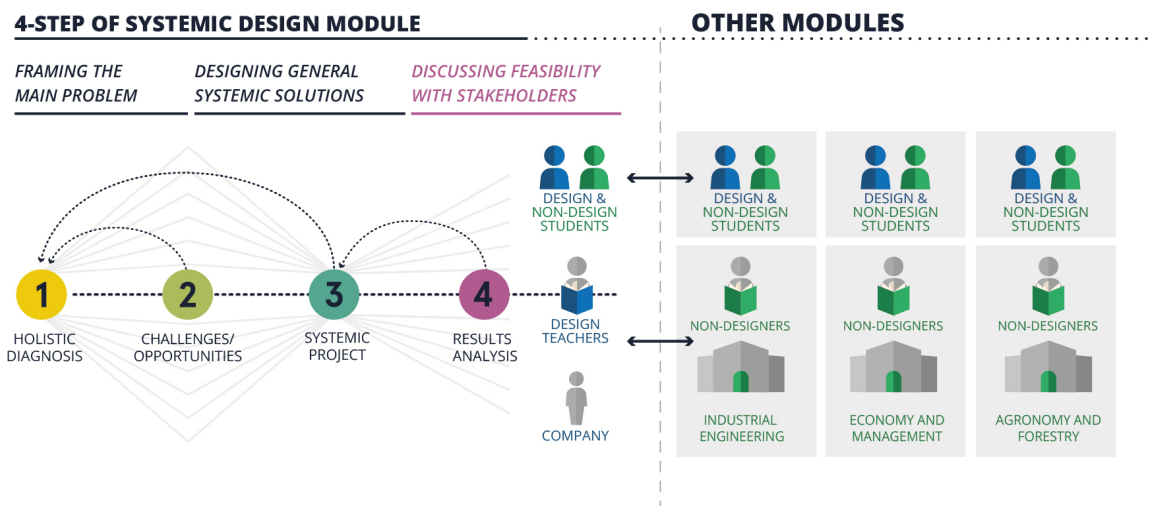 4-STEP OF SYSTEMIC DESIGN MODULE
OTHER MODULES
FRAMING THE
MAIN PROBLEM
DESIGNING GENERAL
SYSTEMIC SOLUTIONS
DISCUSSING FEASIBILITY
WITH STAKEHOLDERS
1
HOLISTIC
DIAGNOSIS
2
CHALLENGES/
OPPORTUNITIES
3
SYSTEMIC
PROJECT
4
RESULTS
ANALYSIS
DESIGN &
NON-DESIGN
STUDENTS
DESIGN
TEACHERS
COMPANY
DESIGN &
NON-DESIGN
STUDENTS
DESIGN &
NON-DESIGN
STUDENTS
DESIGN &
NON-DESIGN
STUDENTS
NON-DESIGNERS
INDUSTRIAL
ENGINEERING
NON-DESIGNERS
ECONOMY AND
MANAGEMENT
NON-DESIGNERS
AGRONOMY AND
FORESTRY